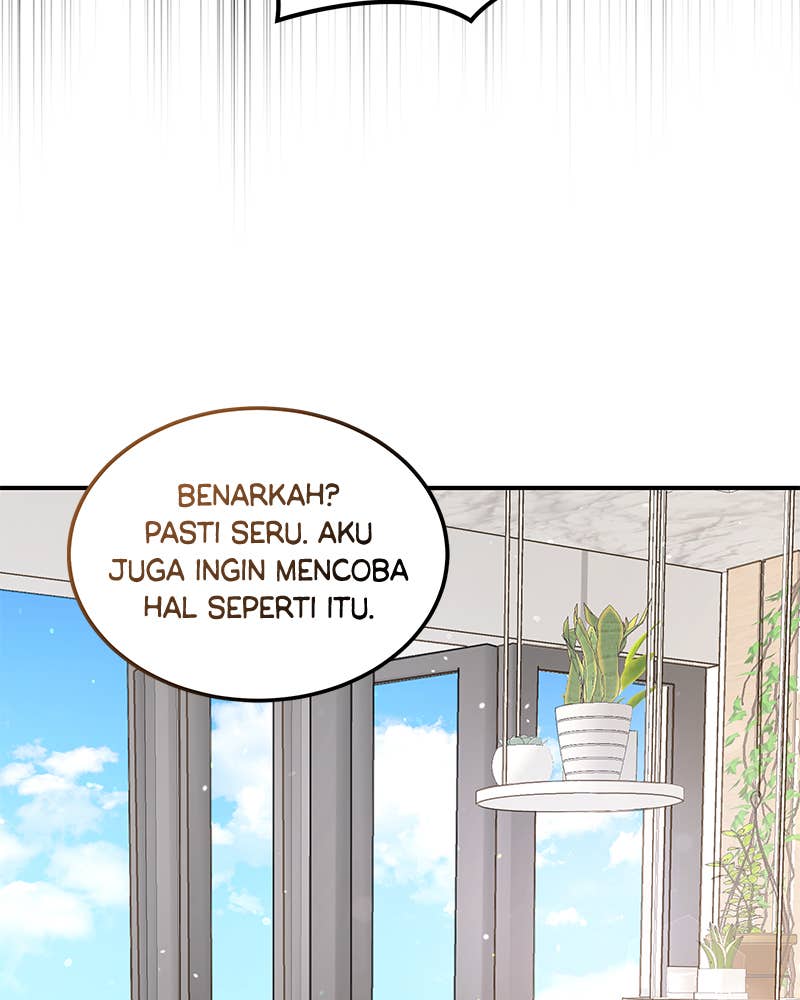 BENARKAH?
PASTI SERU. AKU
JUGA INGIN MENCOBA
HAL SEPERTI ITU.